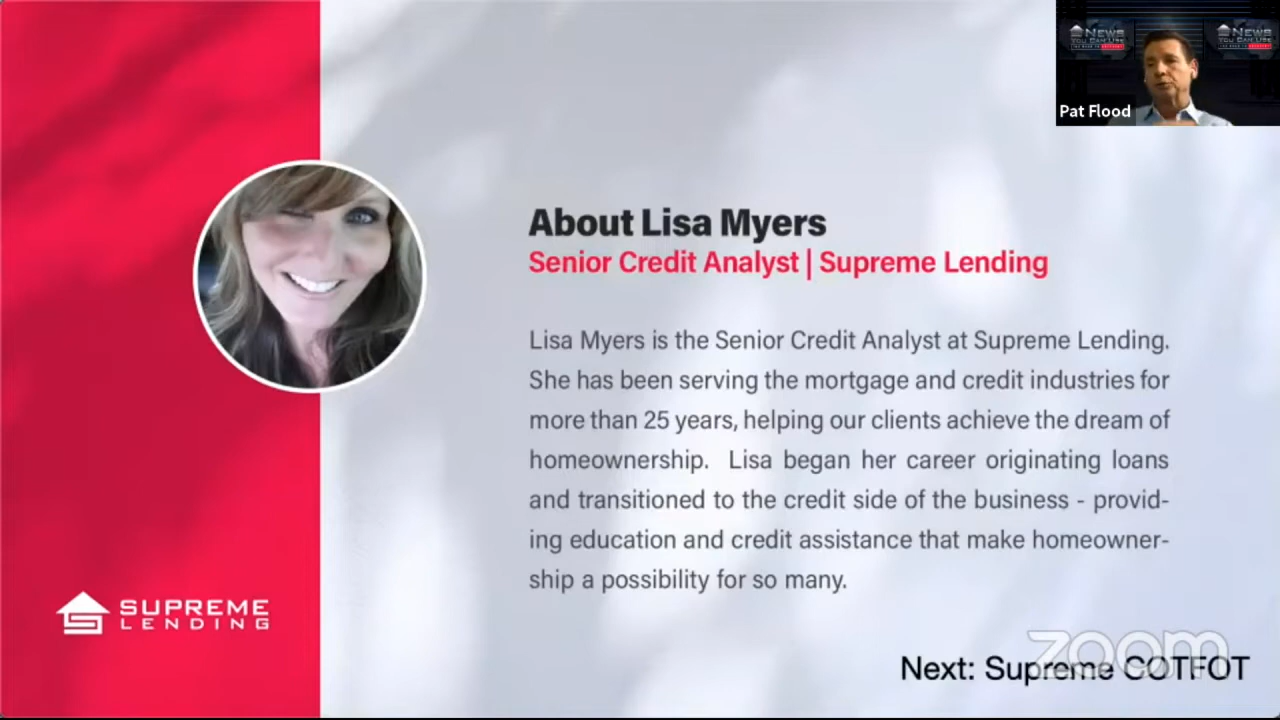 NEWS
YOU CAN USE
NEWS
YOU CAN USE
Pat Flood
About Lisa Myers
Senior Credit Analyst | Supreme Lending
Lisa Myers is the Senior Credit Analyst at Supreme Lending.
She has been serving the mortgage and credit industries for
more than 25 years, helping our clients achieve the dream of
homeownership. Lisa began her career originating loans
and transitioned to the credit side of the business - provid-
ing education and credit assistance that make homeowner-
ship a possibility for so many.
SUPREME
LENDING
zoom
Next: Supreme COTFOT